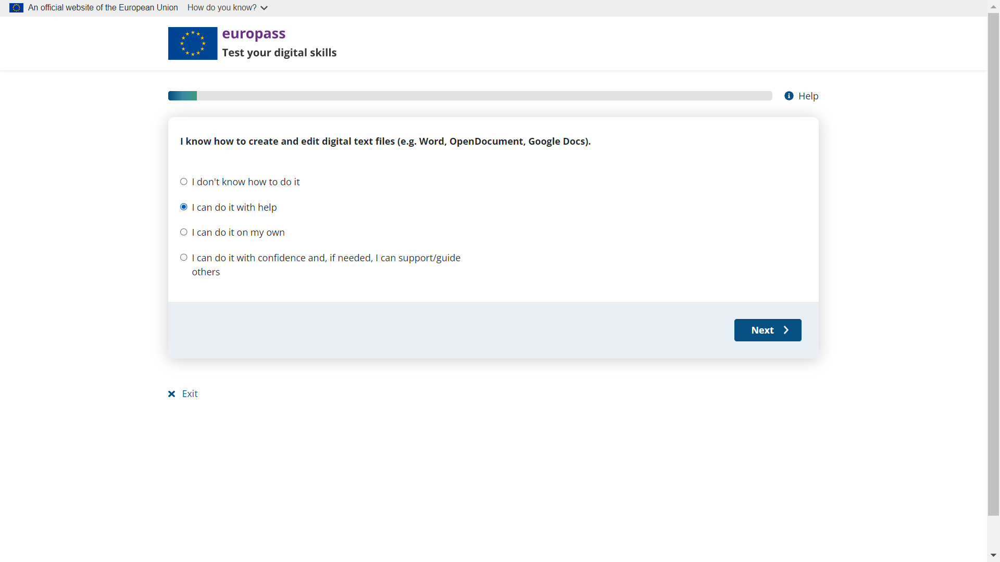 An official website of the European Union How do you know?
europass
Test your digital skills
Help
I know how to create and edit digital text files (e.g. Word, OpenDocument, Google Docs).
I don't know how to do it
I can do it with help
I can do it on my own
I can do it with confidence and, if needed, I can support/guide
others
Next
Exit